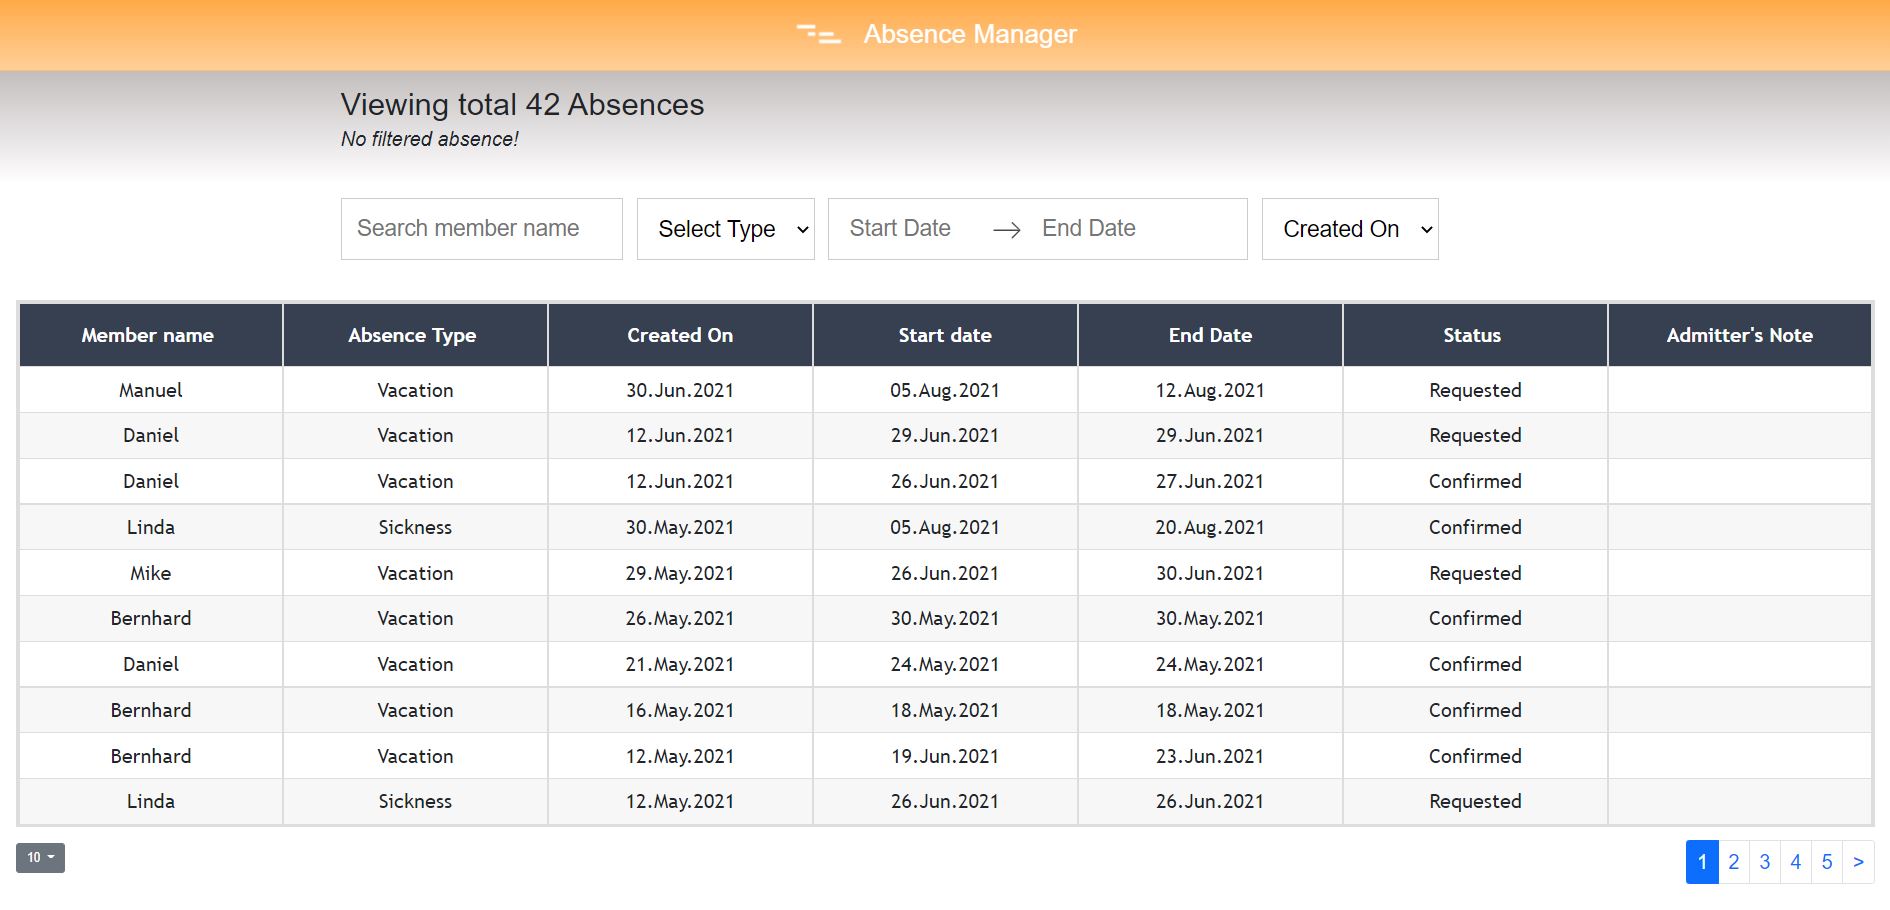 Absence Manager
Viewing total 42 Absences
No filtered absence!
Search member name Select Type Start Date → End Date Created On
Member name Absence Type Created On Start date End Date Status Admitter's Note
Manuel Vacation 30.Jun.2021 05.Aug.2021 12.Aug.2021 Requested
Daniel Vacation 12.Jun.2021 29.Jun.2021 29.Jun.2021 Requested
Daniel Vacation 12.Jun.2021 26.Jun.2021 27.Jun.2021 Confirmed
Linda Sickness 30.May.2021 05.Aug.2021 20.Aug.2021 Confirmed
Mike Vacation 29.May.2021 26.Jun.2021 30.Jun.2021 Requested
Bernhard Vacation 26.May.2021 30.May.2021 30.May.2021 Confirmed
Daniel Vacation 21.May.2021 24.May.2021 24.May.2021 Confirmed
Bernhard Vacation 16.May.2021 18.May.2021 18.May.2021 Confirmed
Bernhard Vacation 12.May.2021 19.Jun.2021 23.Jun.2021 Confirmed
Linda Sickness 12.May.2021 26.Jun.2021 26.Jun.2021 Requested
10 1 2 3 4 5 >